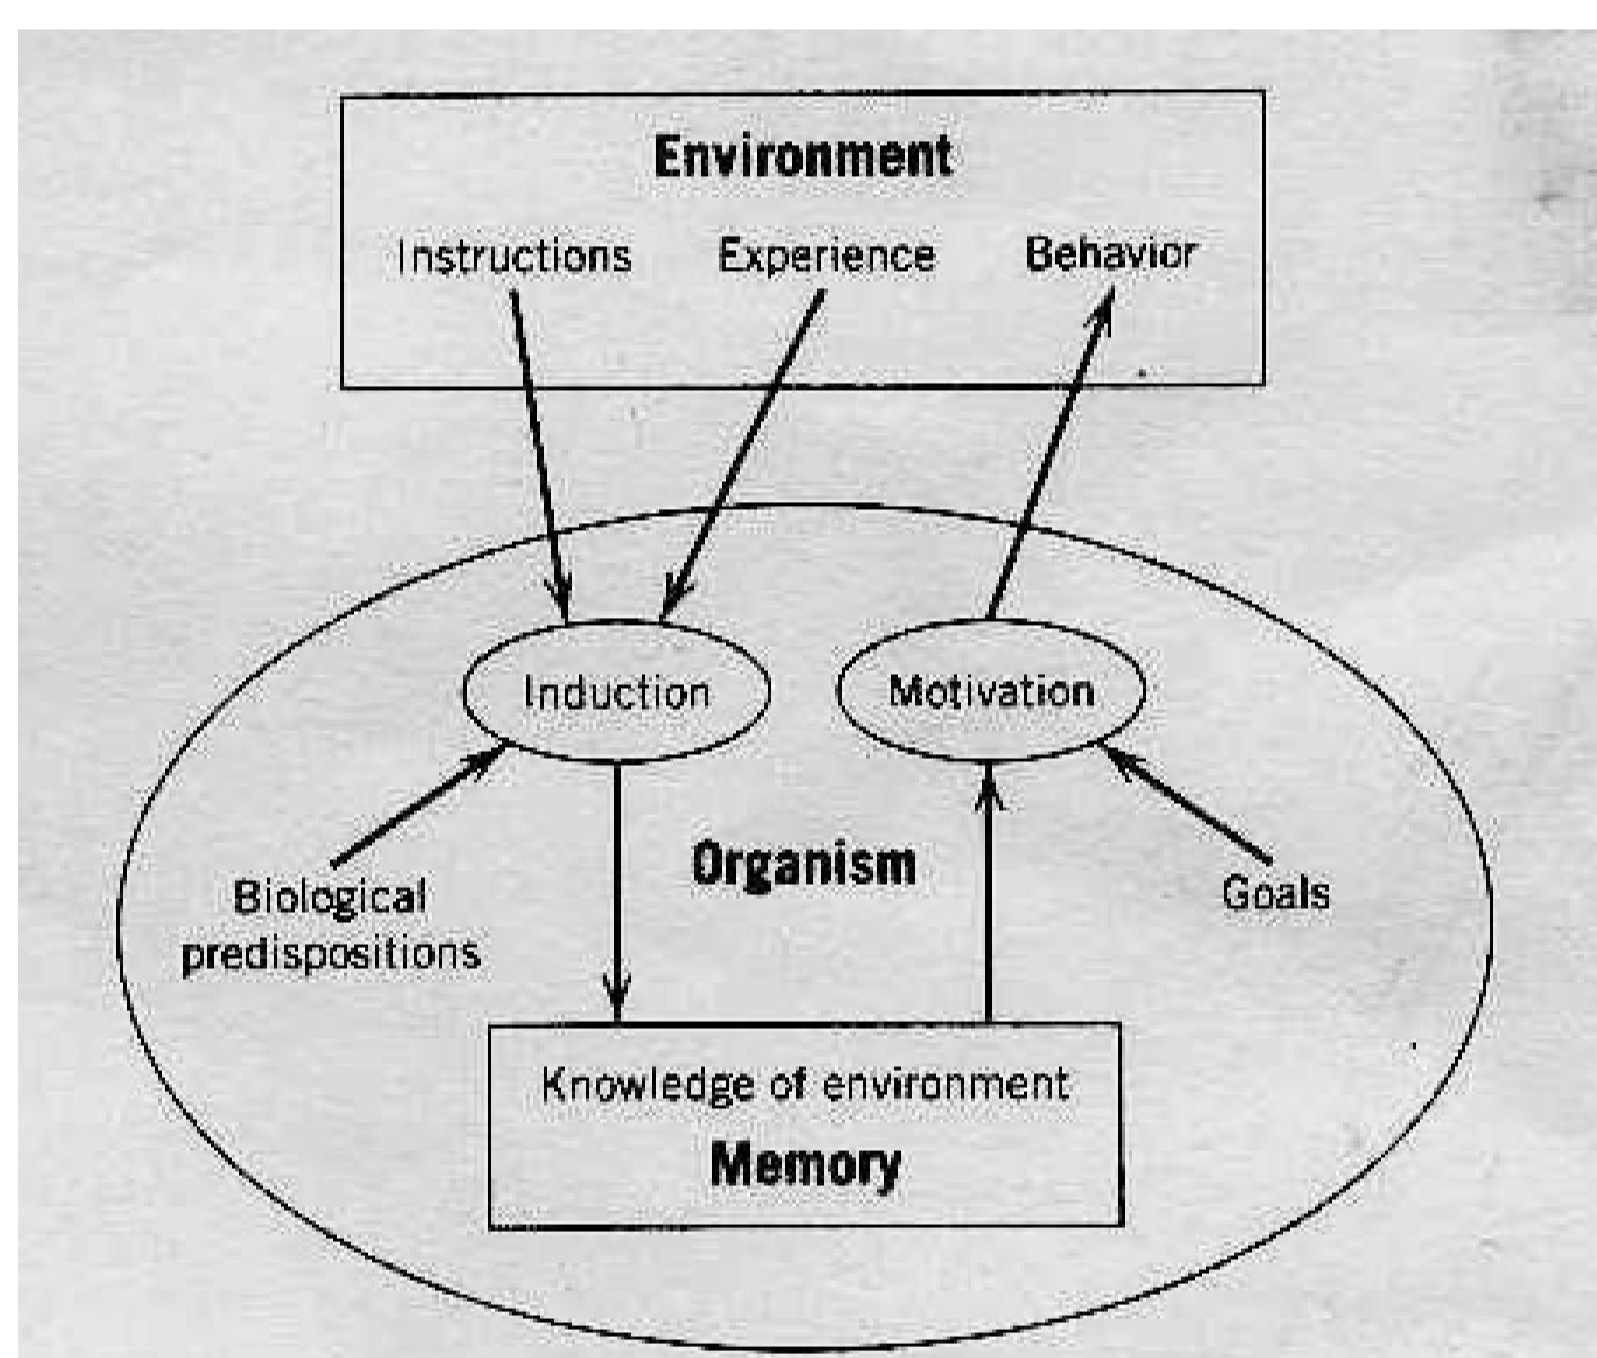 Environment
Instructions Experience Behavior
Induction Motivation
Organism
Biological
predispositions
Goals
Knowledge of environment
Memory